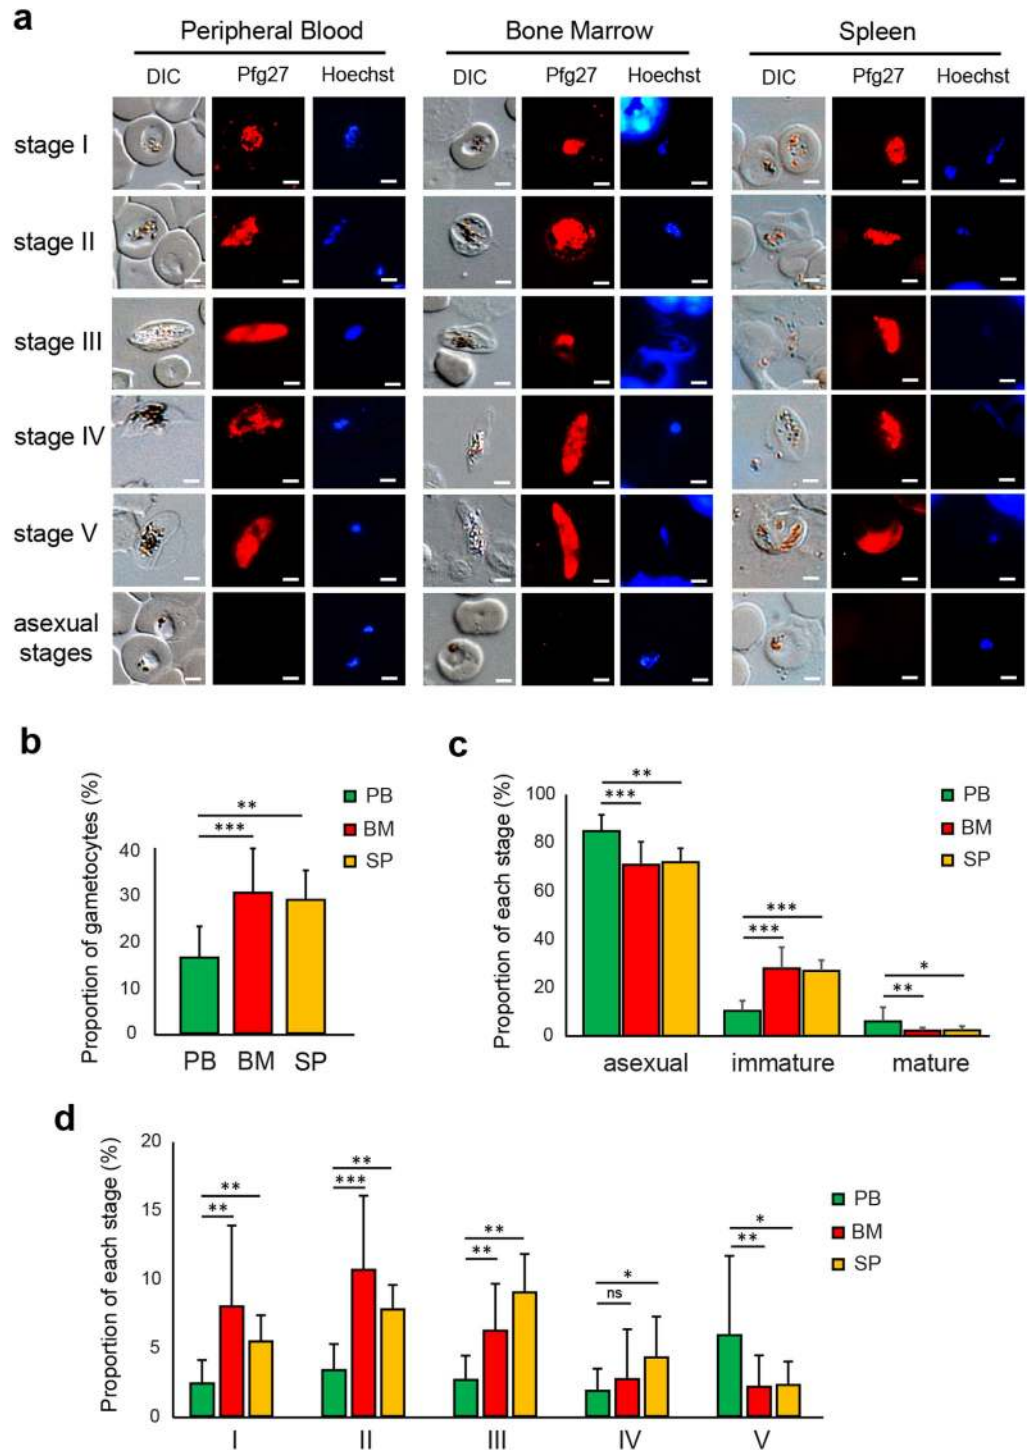 a
Peripheral Blood Bone Marrow Spleen
DIC Pfg27 Hoechst DIC Pfg27 Hoechst DIC Pfg27 Hoechst
stage I
stage II
stage III
stage IV
stage V
asexual
stages
b
Proportion of gametocytes (%)
40
30
20
10
0
**
***
PB
BM
SP
PB BM SP
c
Proportion of each stage (%)
100
80
60
40
20
0
**
***
***
***
*
**
PB
BM
SP
asexual immature mature
d
Proportion of each stage (%)
20
15
10
5
0
**
**
**
***
**
**
*
ns
*
**
PB
BM
SP
I II III IV V